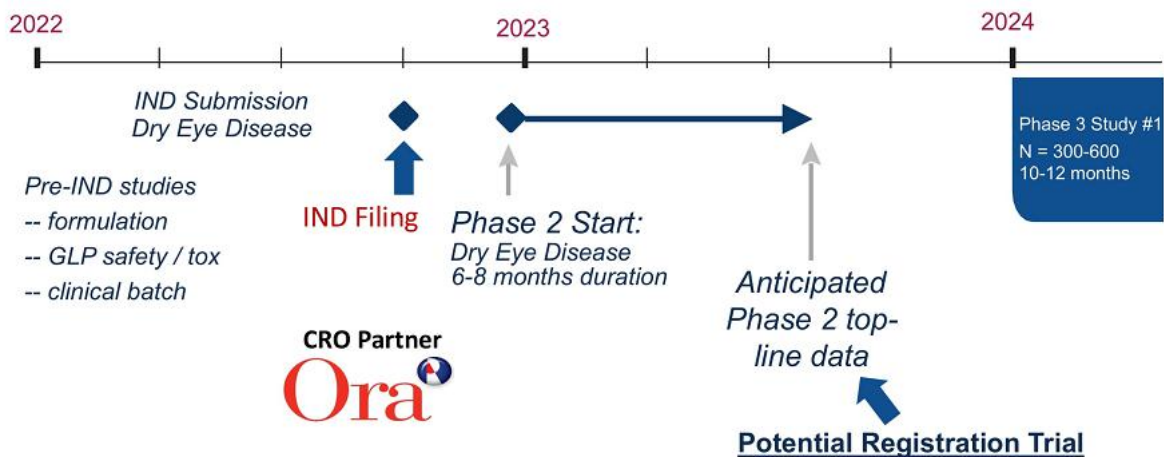 2022
2023
2024
IND Submission
Dry Eye Disease
Phase 3 Study #1
N = 300-600
10-12 months
Pre-IND studies
-- formulation
-- GLP safety / tox
-- clinical batch
IND Filing
Phase 2 Start:
Dry Eye Disease
6-8 months duration
Anticipated
Phase 2 top-
line data
CRO Partner
Ora
Potential Registration Trial